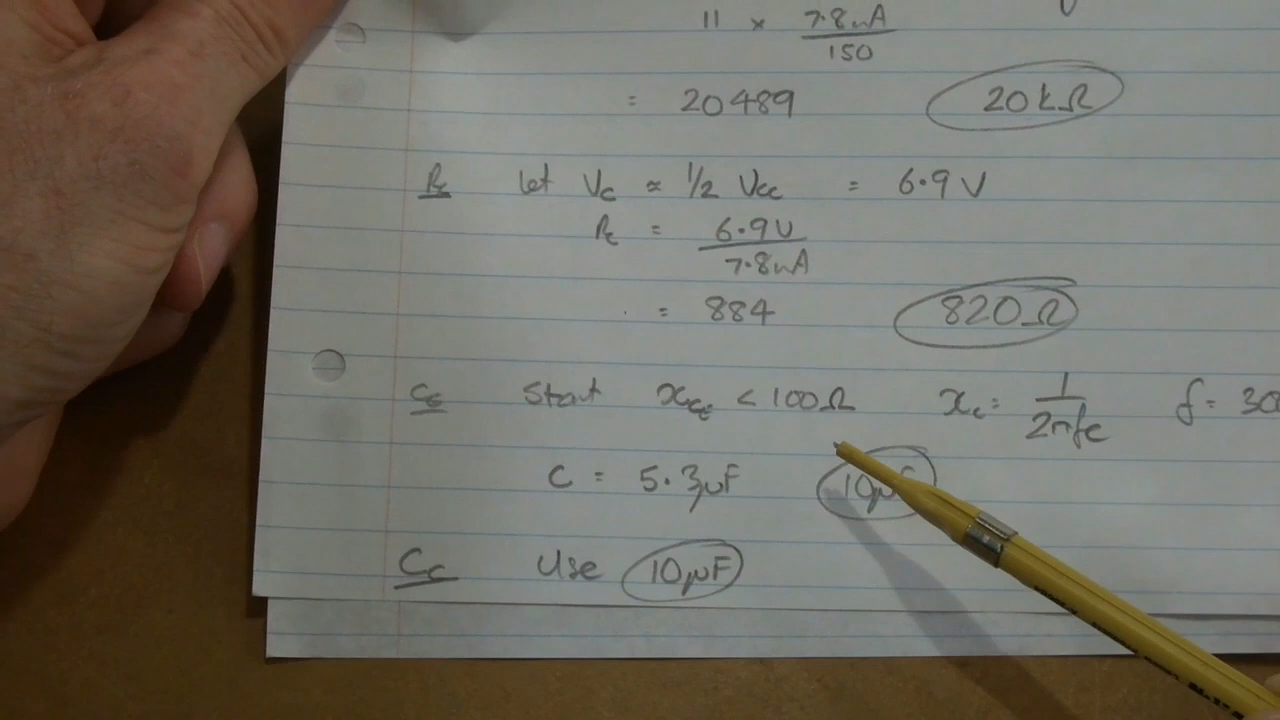 11 × 7.8mA
150
= 20489 20kΩ
Rc Let Vc ≈ 1/2 Vcc = 6.9V
Rc = 6.9V
7.8mA
= 884 820Ω
CE Start XCE < 100Ω Xc = 1
2πfc f = 30
C = 5.3μF 10μF
Cc Use 10μF